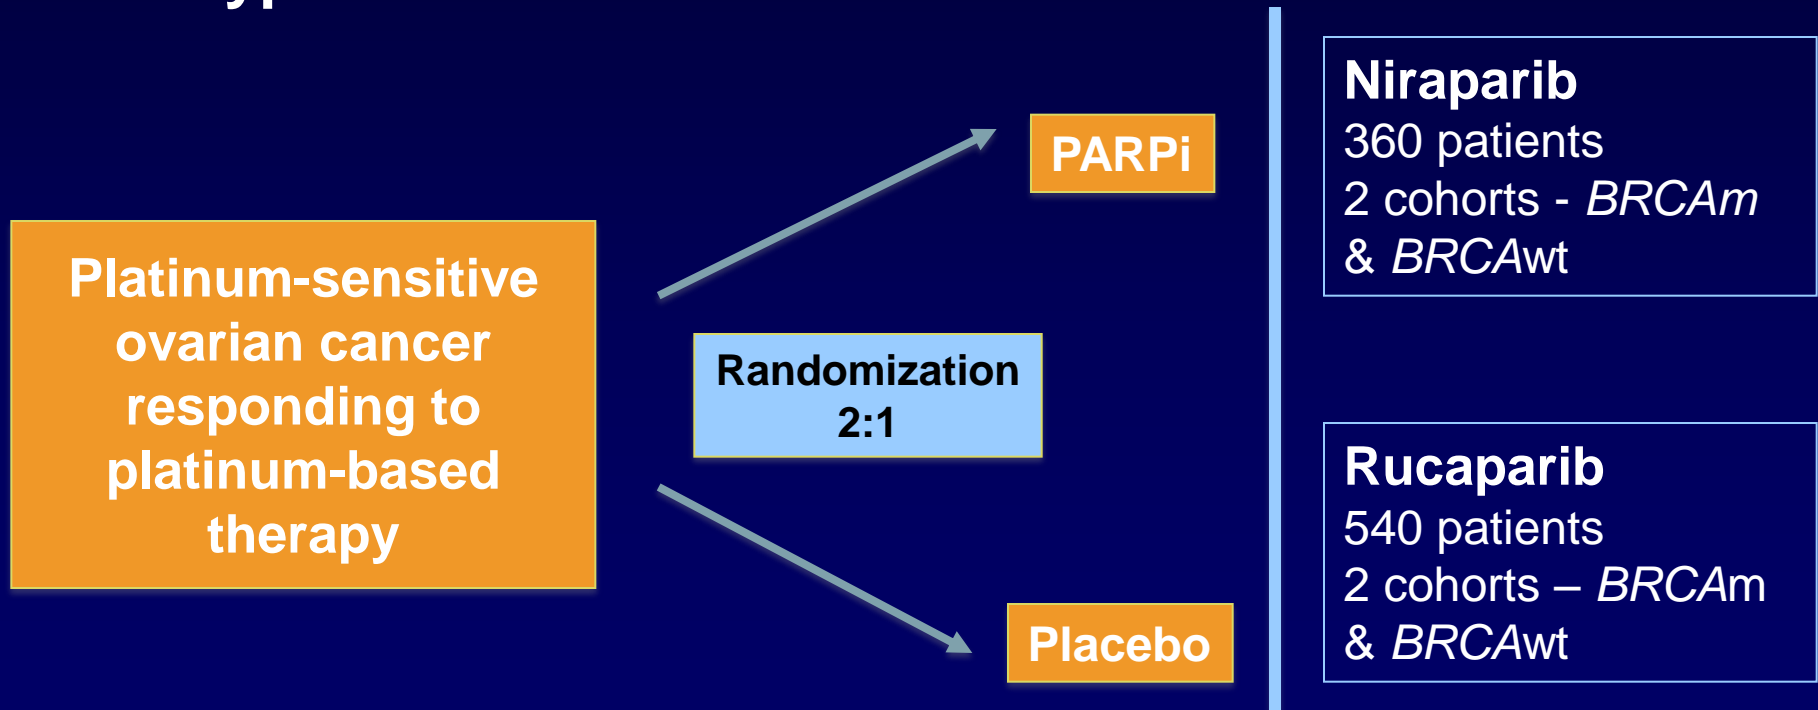 Platinum-sensitive
ovarian cancer
responding to
platinum-based
therapy
Randomization
2:1
PARPi
Placebo
Niraparib
360 patients
2 cohorts - BRCAm
& BRCAwt
Rucaparib
540 patients
2 cohorts – BRCAm
& BRCAwt